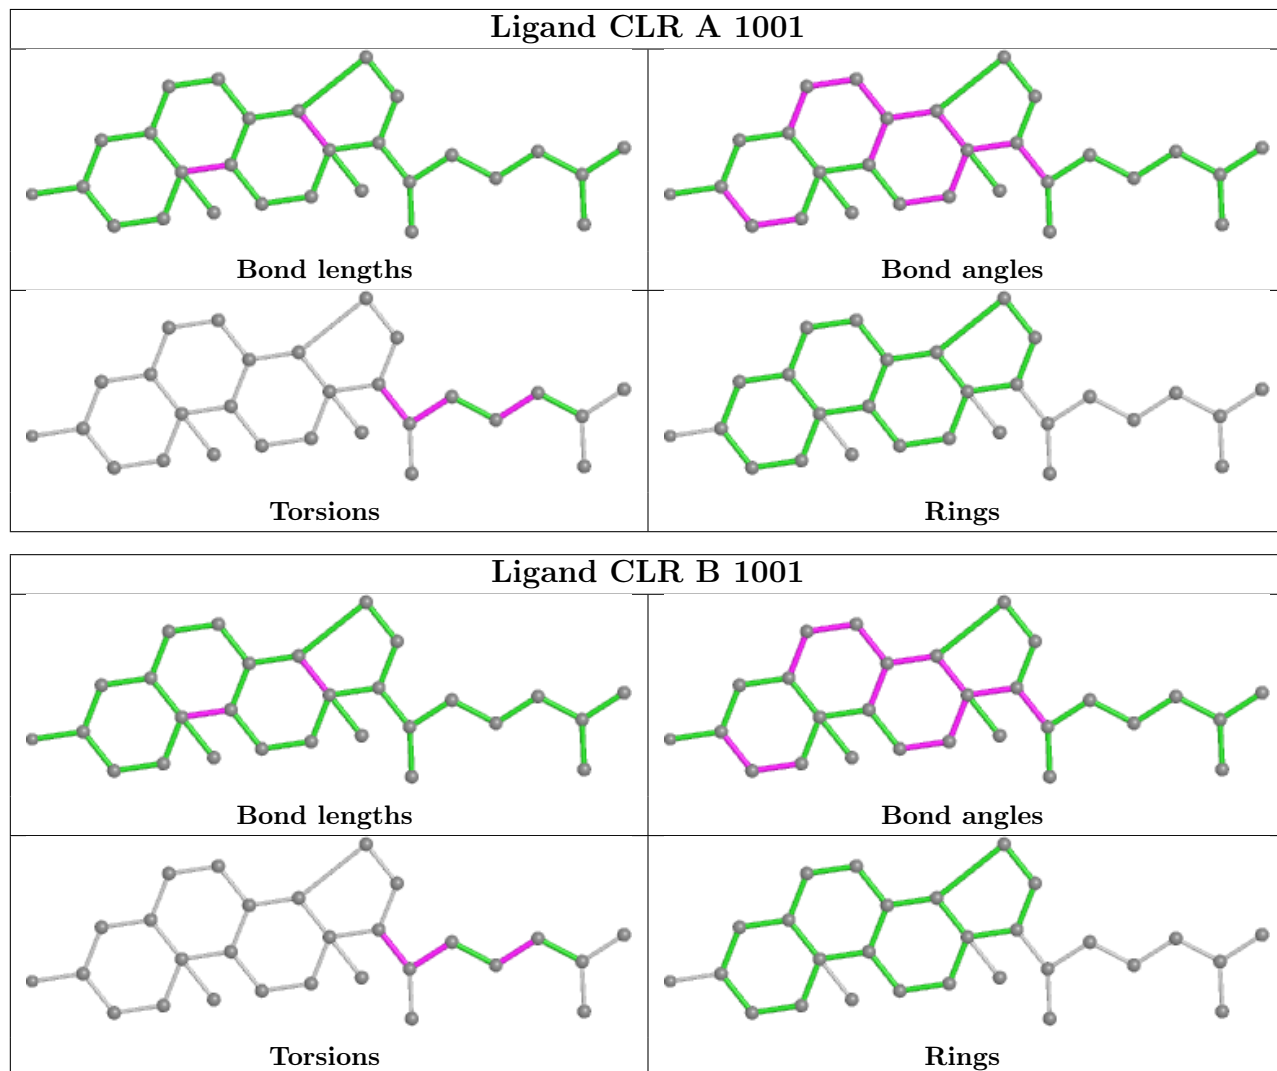 Ligand CLR A 1001
Bond lengths
Bond angles
Torsions
Rings
Ligand CLR B 1001
Bond lengths
Bond angles
Torsions
Rings